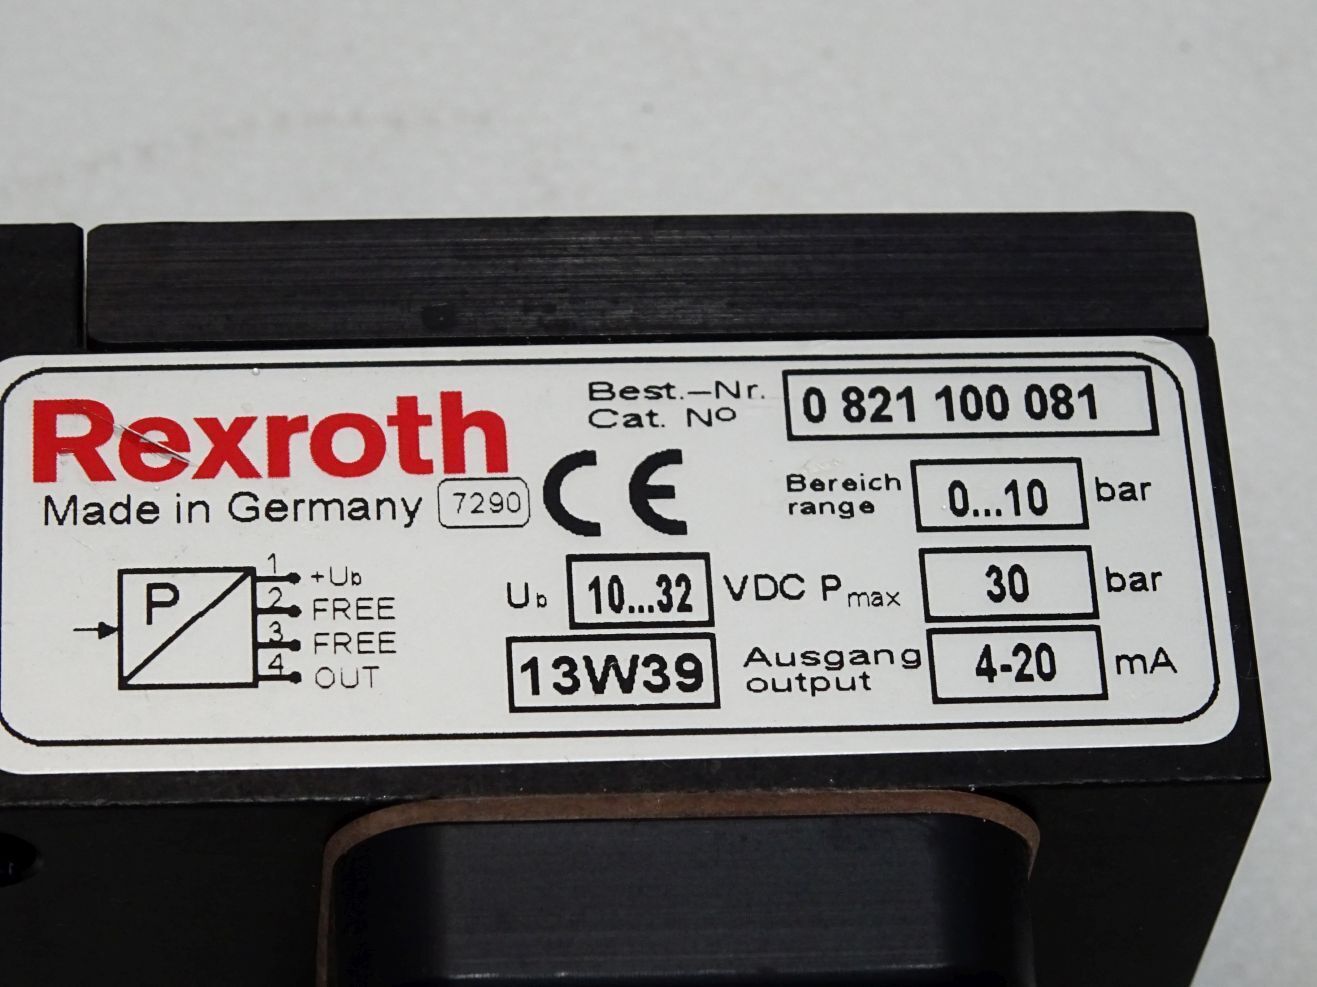 Rexroth
Made in Germany 7290
CE
Best.-Nr.
Cat. No
0 821 100 081
Bereich
range
0...10 bar
Ub 10...32 VDC Pmax 30 bar
13W39
Ausgang
output
4-20 mA
P
1 +Ub
2 FREE
3 FREE
4 OUT